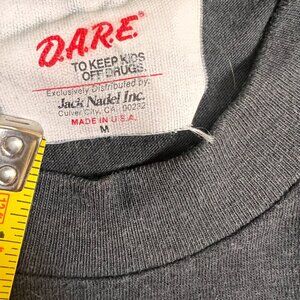 D.A.R.E.®
TO KEEP KIDS
OFF DRUGS.
Exclusively Distributed by:
Jack Nadel Inc.
Culver City, CA. 90232
MADE IN U.S.A.
M